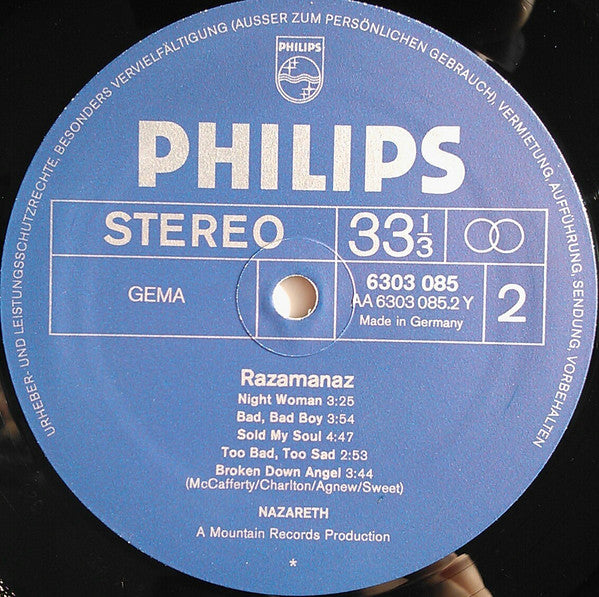 URHEBER- UND LEISTUNGSSCHUTZRECHTE, BESONDERS VERVIELFÄLTIGUNG (AUSSER ZUM PERSÖNLICHEN GEBRAUCH), VERMIETUNG, AUFFÜHRUNG, SENDUNG, VORBEHALTEN
PHILIPS
PHILIPS
STEREO
33⅓
GEMA
6303 085
AA 6303 085.2 Y
Made in Germany
2
Razamanaz
Night Woman 3:25
Bad, Bad Boy 3:54
Sold My Soul 4:47
Too Bad, Too Sad 2:53
Broken Down Angel 3:44
(McCafferty/Charlton/Agnew/Sweet)
NAZARETH
A Mountain Records Production
*